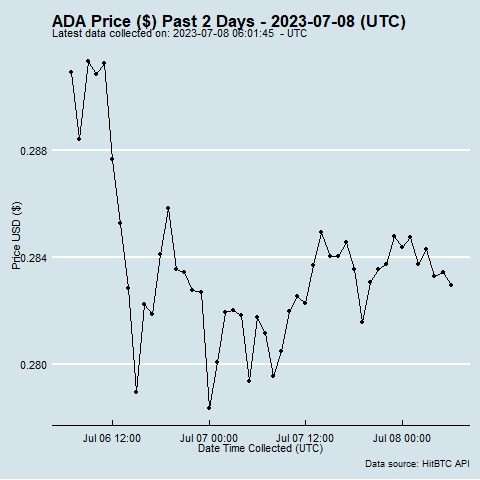 ADA Price ($) Past 2 Days - 2023-07-08 (UTC)
Latest data collected on: 2023-07-08 06:01:45  - UTC
0.288
0.284
0.280
Price USD ($)
Jul 06 12:00
Jul 07 00:00
Jul 07 12:00
Jul 08 00:00
Date Time Collected (UTC)
Data source: HitBTC API